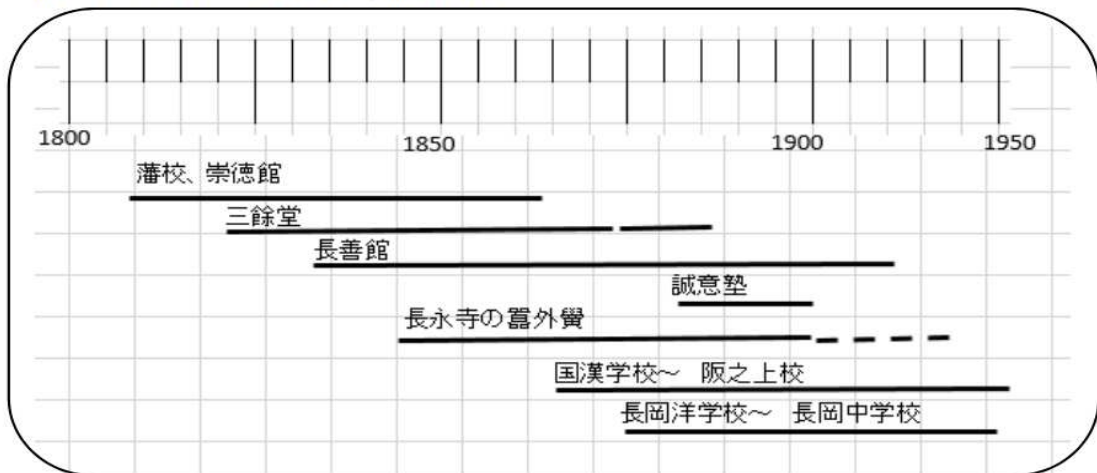 1800 1850 1900 1950
藩校、崇徳館
三餘堂
長善館
誠意塾
長永寺の嚣外黌
国漢学校～ 阪之上校
長岡洋学校～ 長岡中学校